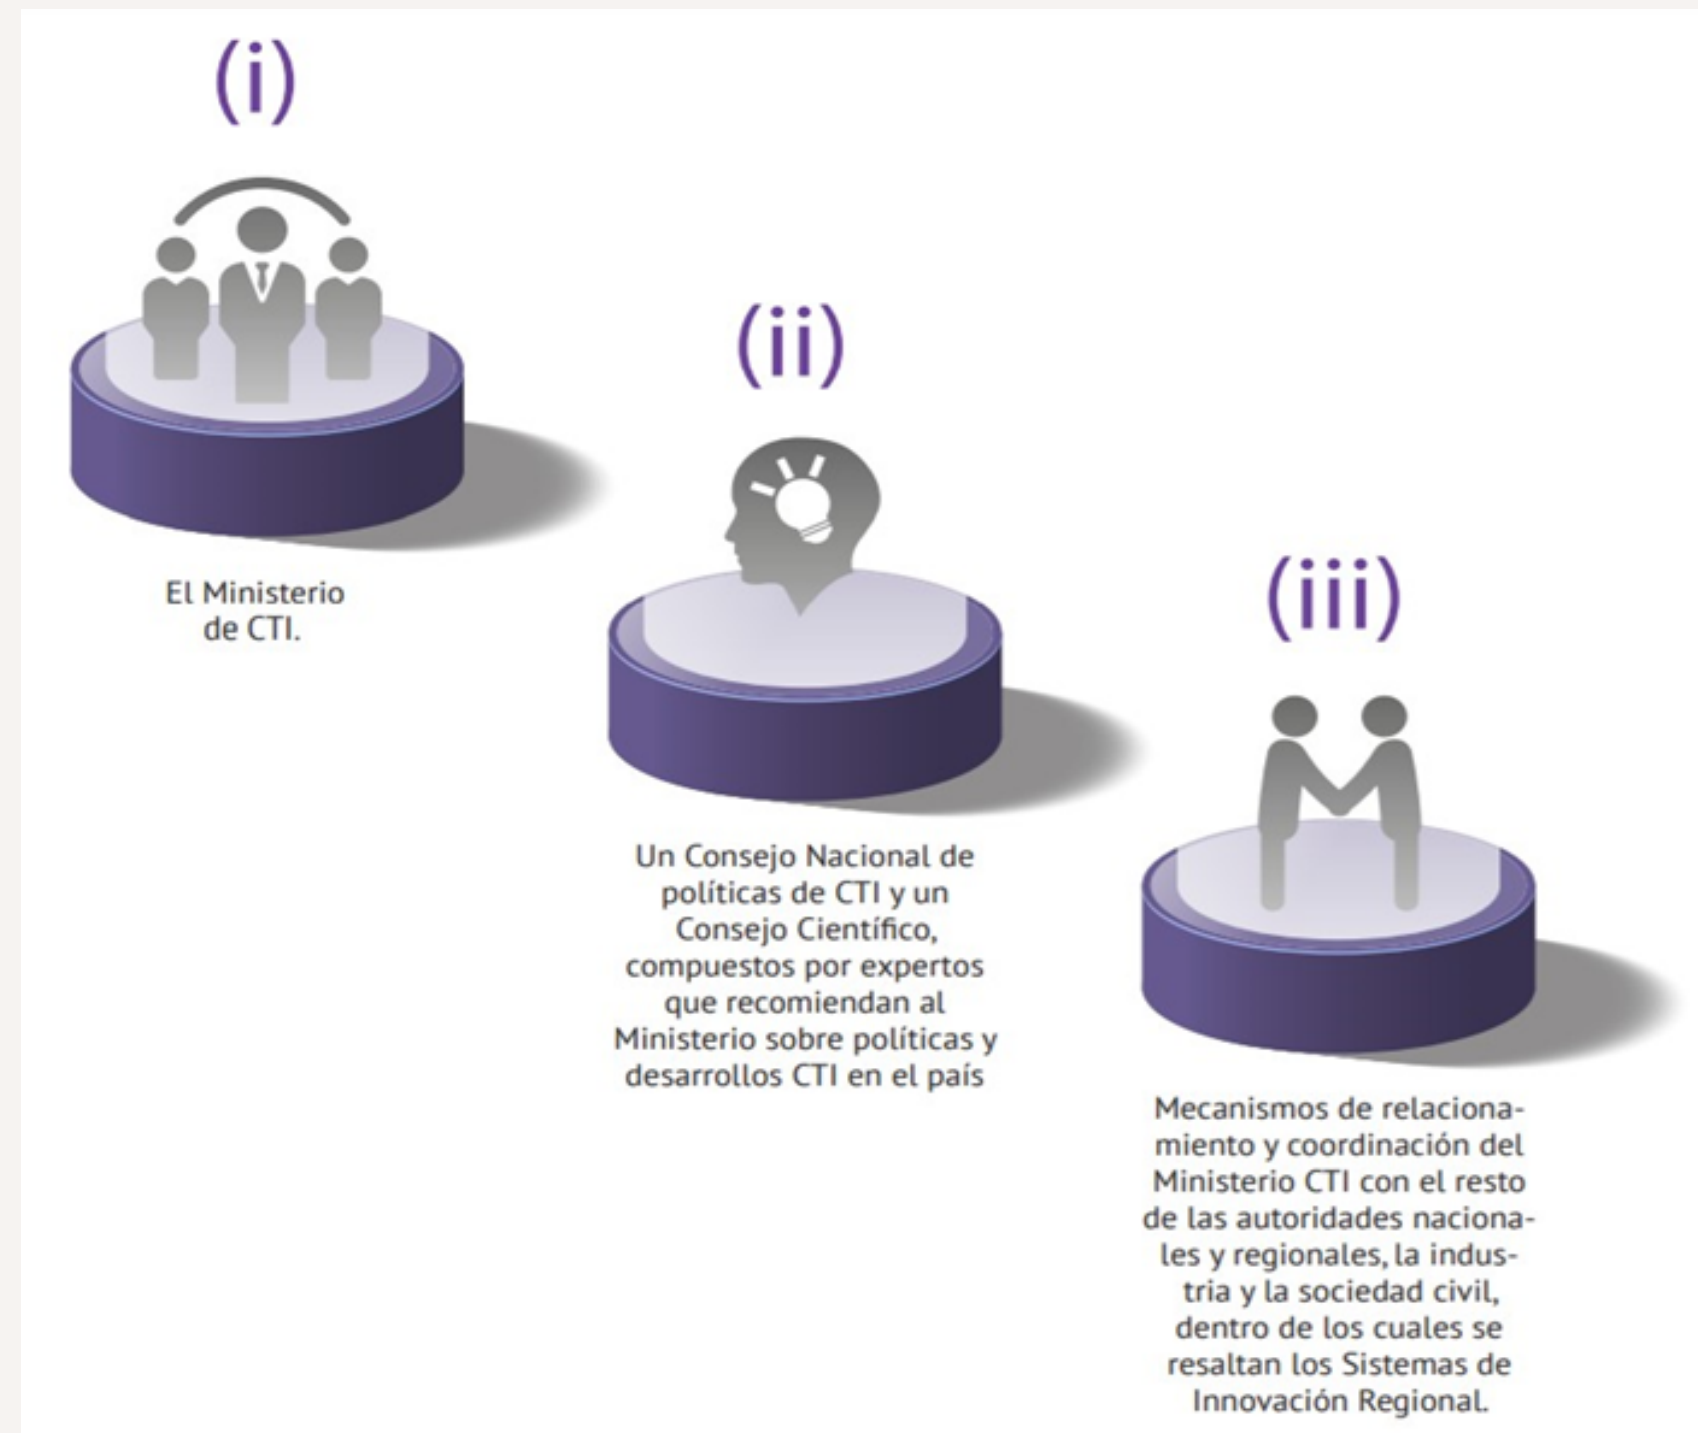 (i)
El Ministerio
de CTI.
(ii)
Un Consejo Nacional de
políticas de CTI y un
Consejo Científico,
compuestos por expertos
que recomiendan al
Ministerio sobre políticas y
desarrollos CTI en el país
(iii)
Mecanismos de relaciona-
miento y coordinación del
Ministerio CTI con el resto
de las autoridades naciona-
les y regionales, la indus-
tria y la sociedad civil,
dentro de los cuales se
resaltan los Sistemas de
Innovación Regional.